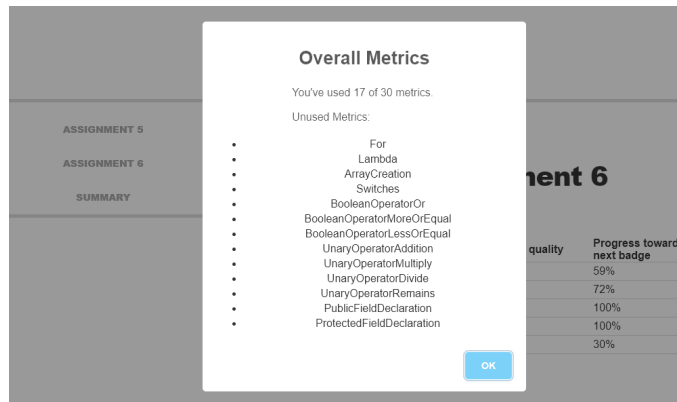 Overall Metrics
You've used 17 of 30 metrics.
Unused Metrics:
For
Lambda
ArrayCreation
Switches
BooleanOperatorOr
BooleanOperatorMoreOrEqual
BooleanOperatorLessOrEqual
UnaryOperatorAddition
UnaryOperatorMultiply
UnaryOperatorDivide
UnaryOperatorRemains
PublicFieldDeclaration
ProtectedFieldDeclaration
OK
ASSIGNMENT 5
ASSIGNMENT 6
SUMMARY
nent 6
quality
Progress toward
next badge
59%
72%
100%
100%
30%